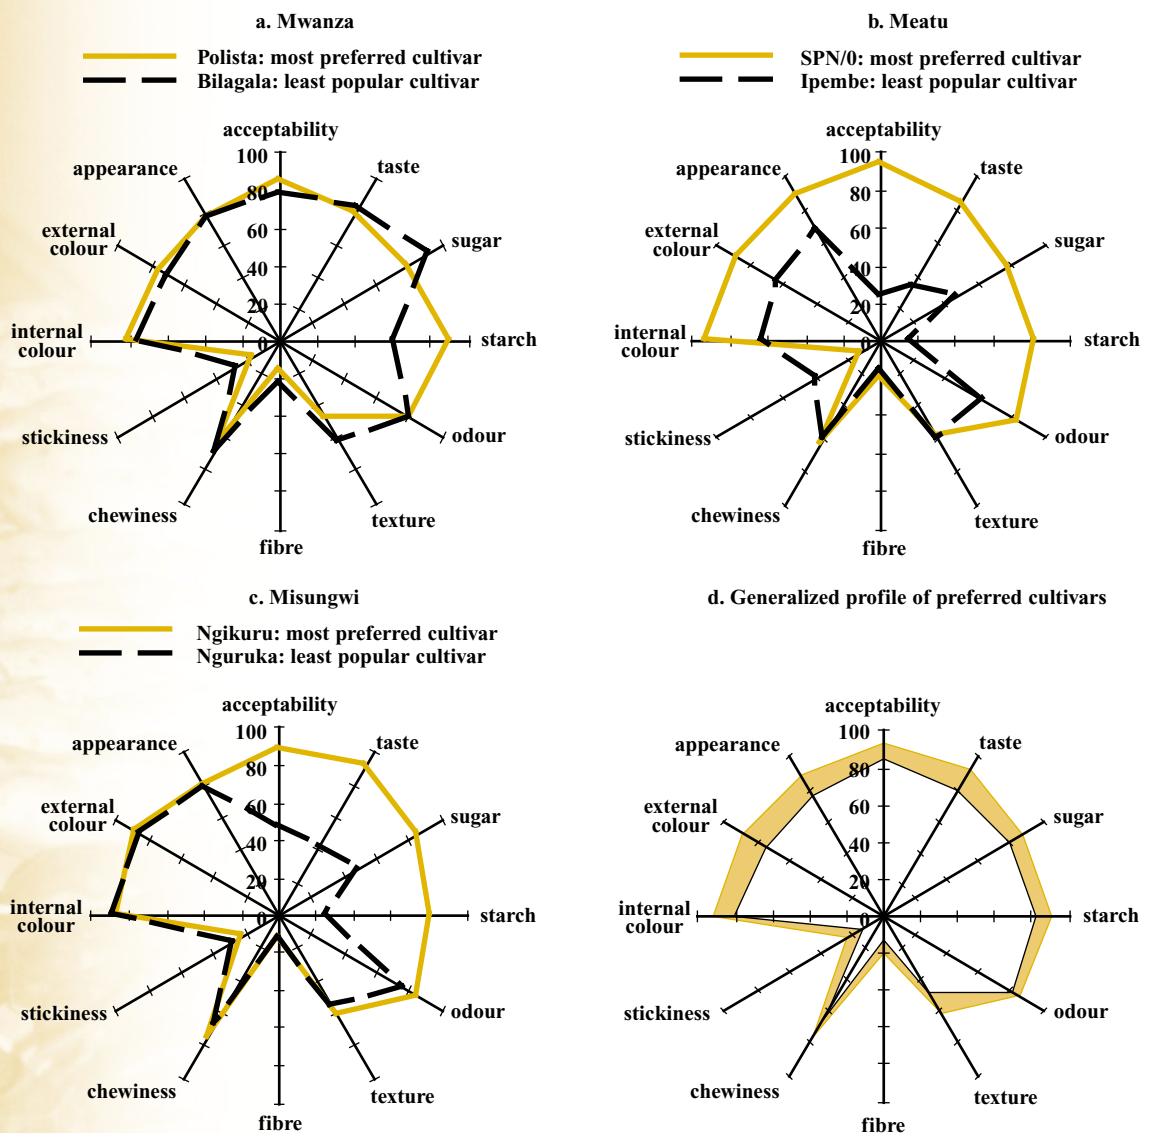 a. Mwanza
Polista: most preferred cultivar
Bilagala: least popular cultivar
acceptability
100
80
60
40
20
0
taste
sugar
starch
odour
texture
fibre
chewiness
stickiness
internal
colour
external
colour
appearance
b. Meatu
SPN/0: most preferred cultivar
Ipembe: least popular cultivar
acceptability
100
80
60
40
20
0
taste
sugar
starch
odour
texture
fibre
chewiness
stickiness
internal
colour
external
colour
appearance
c. Misungwi
Ngikuru: most preferred cultivar
Nguruka: least popular cultivar
acceptability
100
80
60
40
20
0
taste
sugar
starch
odour
texture
fibre
chewiness
stickiness
internal
colour
external
colour
appearance
d. Generalized profile of preferred cultivars
acceptability
100
80
60
40
20
0
taste
sugar
starch
odour
texture
fibre
chewiness
stickiness
internal
colour
external
colour
appearance